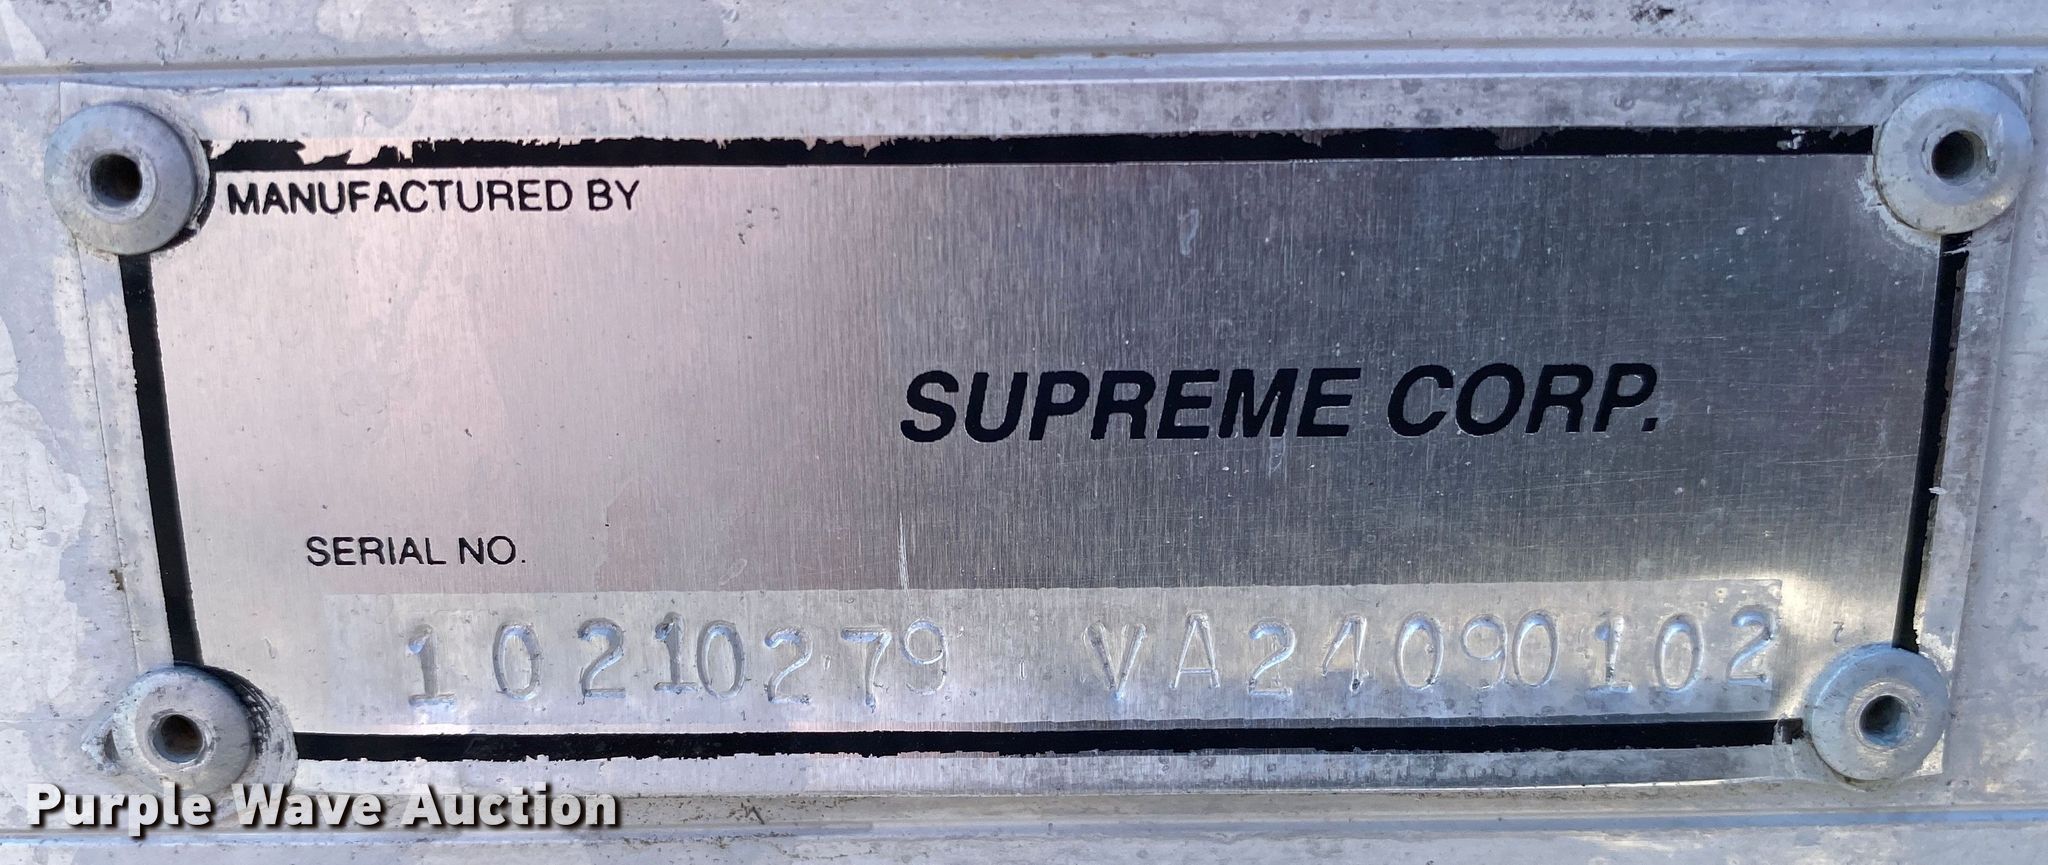 MANUFACTURED BY
SUPREME CORP.
SERIAL NO.
10210279 VA24090102
Purple Wave Auction